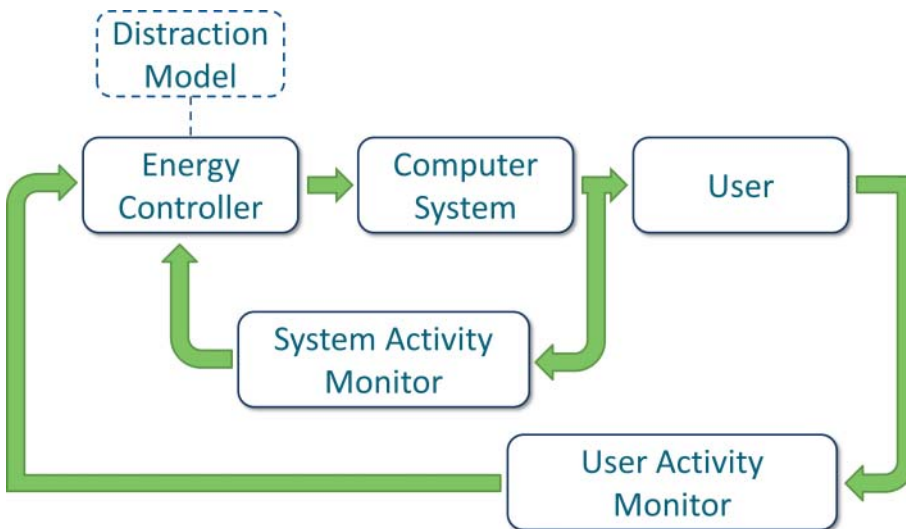 Distraction
Model
Energy
Controller
Computer
System
User
System Activity
Monitor
User Activity
Monitor